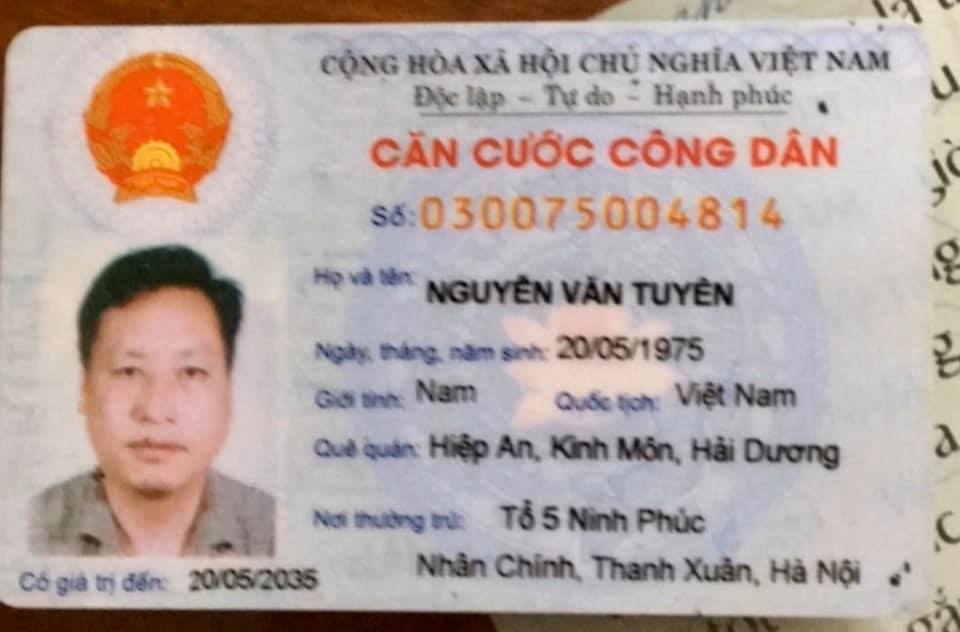 CỘNG HÒA XÃ HỘI CHỦ NGHĨA VIỆT NAM
Độc lập - Tự do - Hạnh phúc
CĂN CƯỚC CÔNG DÂN
Số: 030075004814
Họ và tên: NGUYỄN VĂN TUYÊN
Ngày, tháng, năm sinh: 20/05/1975
Giới tính: Nam Quốc tịch: Việt Nam
Quê quán: Hiệp An, Kinh Môn, Hải Dương
Nơi thường trú: Tổ 5 Ninh Phúc
Nhân Chính, Thanh Xuân, Hà Nội
Có giá trị đến: 20/05/2035